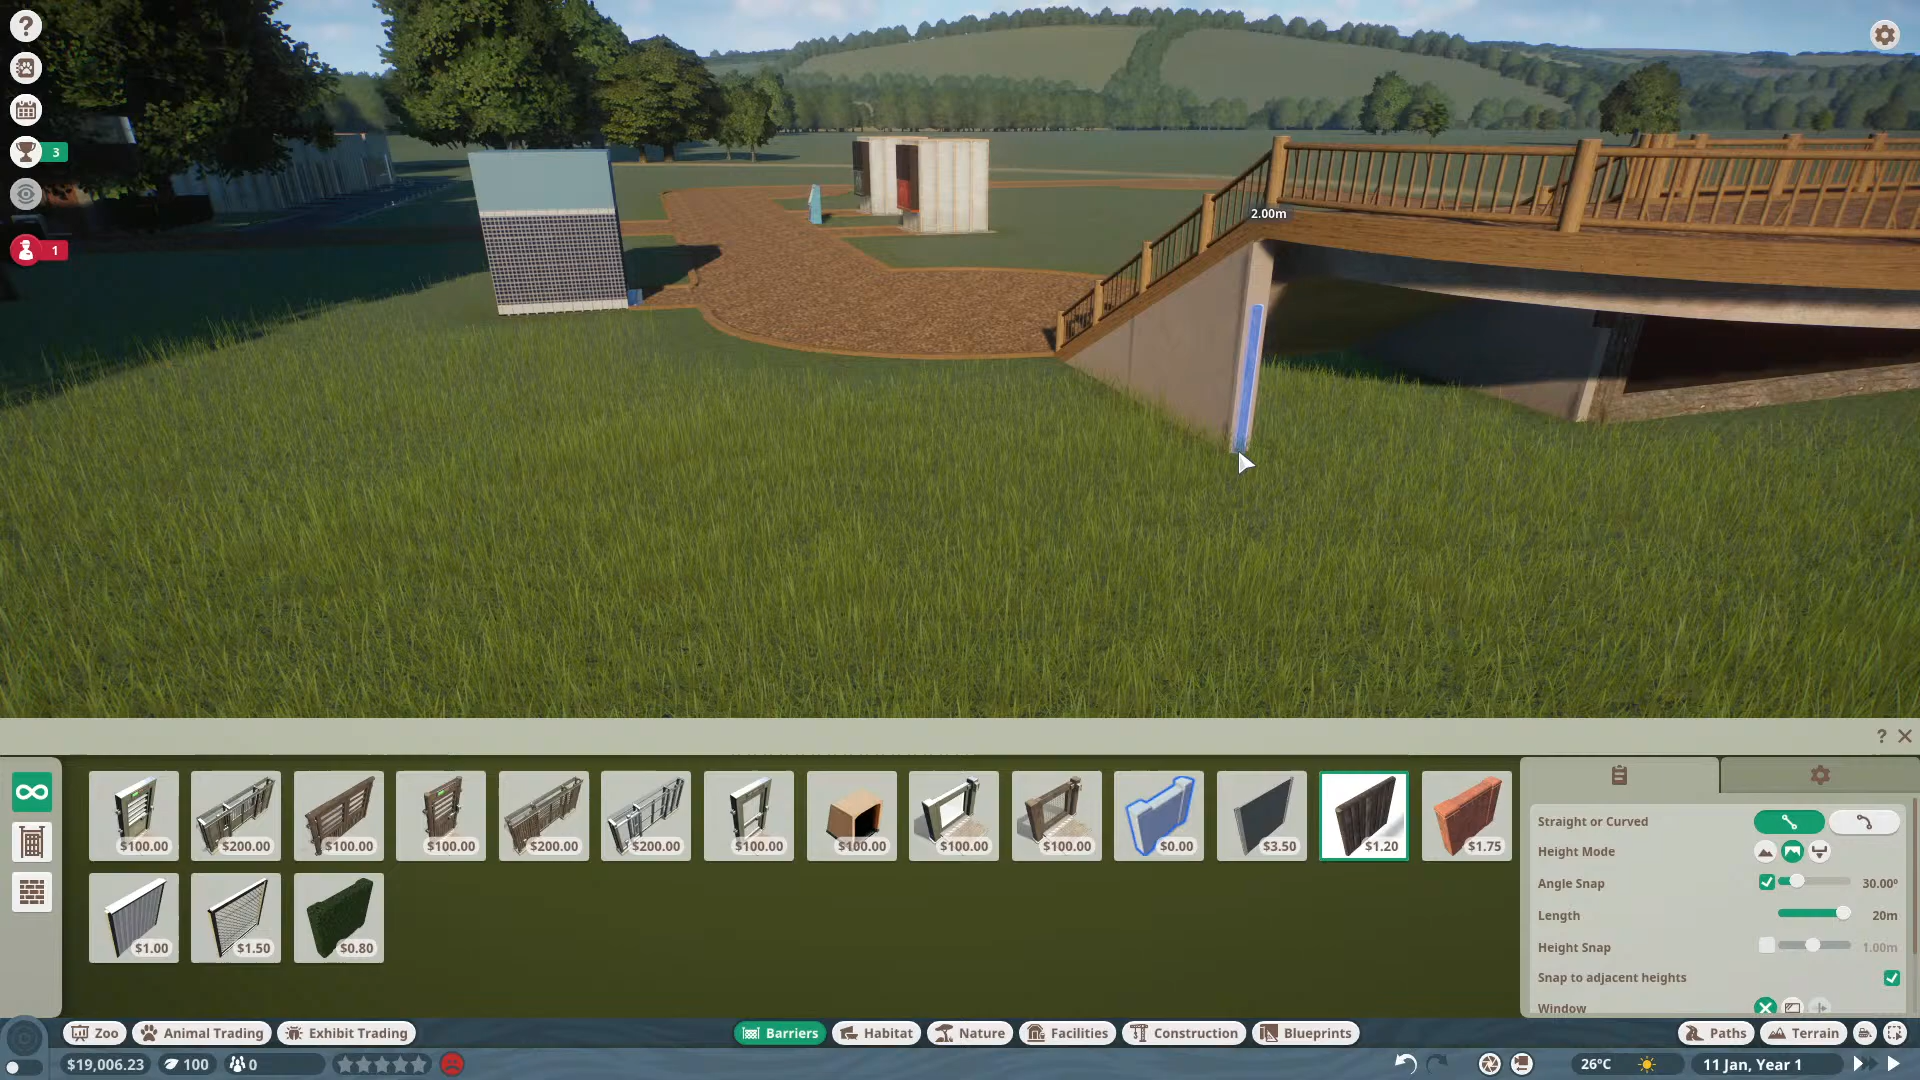 ?
3
1
2.00m
?
$100.00
$200.00
$100.00
$100.00
$200.00
$200.00
$100.00
$100.00
$100.00
$100.00
$0.00
$3.50
$1.20
$1.75
$1.00
$1.50
$0.80
Straight or Curved
Height Mode
Angle Snap 30.00°
Length 20m
Height Snap 1.00m
Snap to adjacent heights
Window
Zoo Animal Trading Exhibit Trading Barriers Habitat Nature Facilities Construction Blueprints Paths Terrain
$19,006.23 100 0 26°C 11 Jan, Year 1